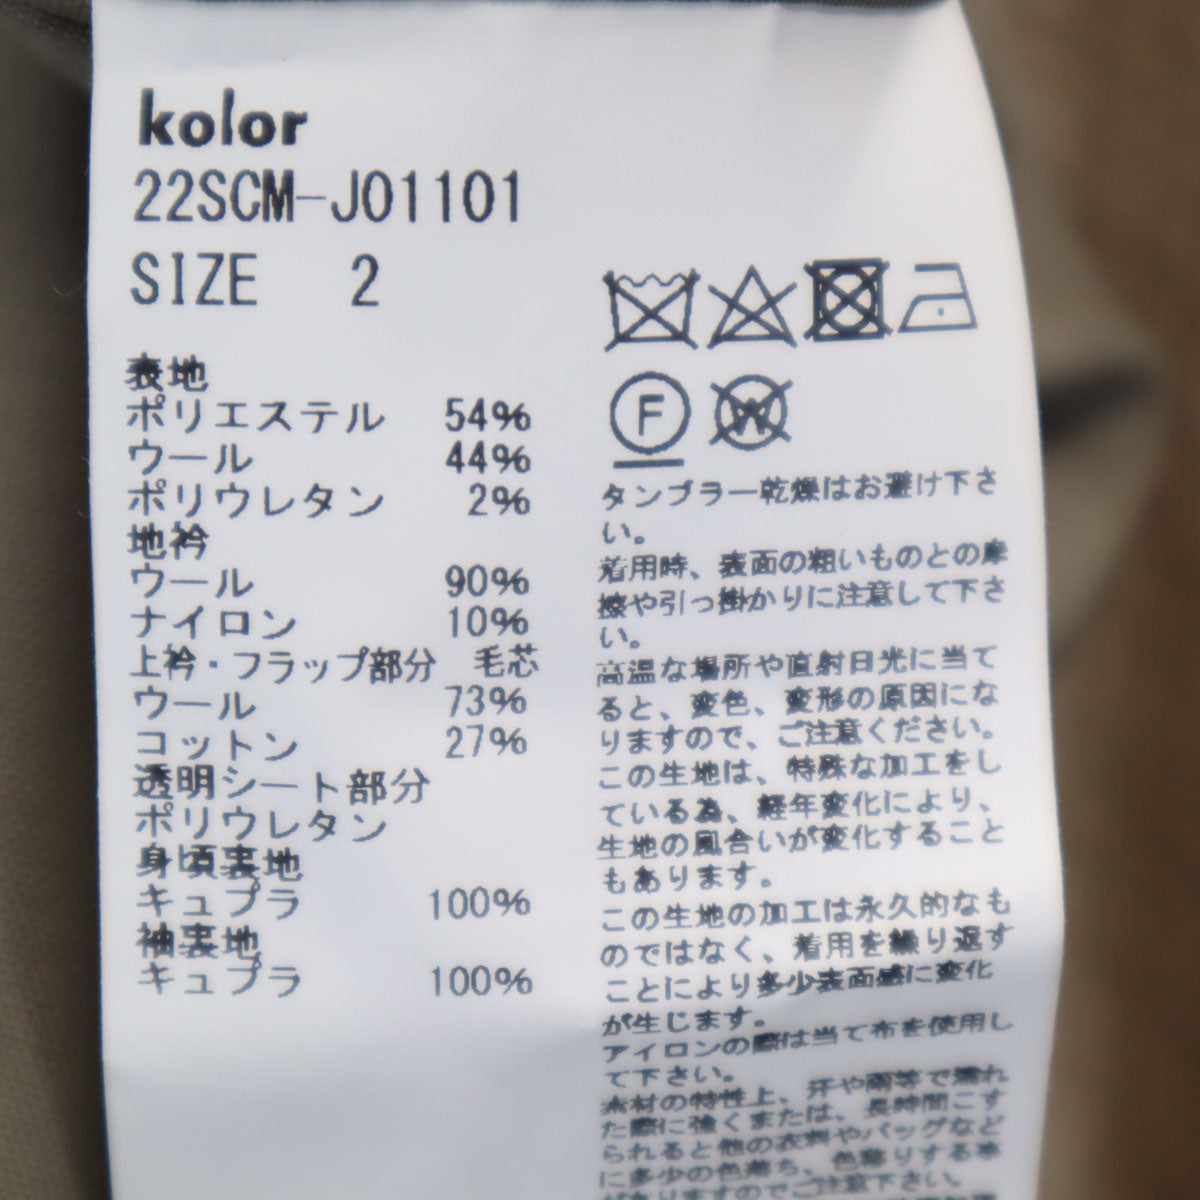 kolor
22SCM-J01101
SIZE 2
表地
ポリエステル 54%
ウール 44%
ポリウレタン 2%
地衿
ウール 90%
ナイロン 10%
上衿・フラップ部分 毛芯
ウール 73%
コットン 27%
透明シート部分
ポリウレタン
身頃裏地
キュプラ 100%
袖裏地
キュプラ 100%
F
W
タンブラー乾燥はお避け下さ
い。
着用時、表面の粗いものとの摩
擦や引っ掛かりに注意して下さ
い。
高温な場所や直射日光に当て
ると、変色、変形の原因にな
りますので、ご注意ください。
この生地は、特殊な加工をし
ている為、経年変化により、
生地の風合いが変化すること
もあります。
この生地の加工は永久的なも
のではなく、着用を繰り返す
ことにより多少表面感に変化
が生じます。
アイロンの際は当て布を使用し
て下さい。
素材の特性上、汗や雨等で濡れ
た際に強くまたは、長時間こす
られると他の衣料やバッグなど
に多少の色落ち、色移りする事
がありますのでご注意下さい。